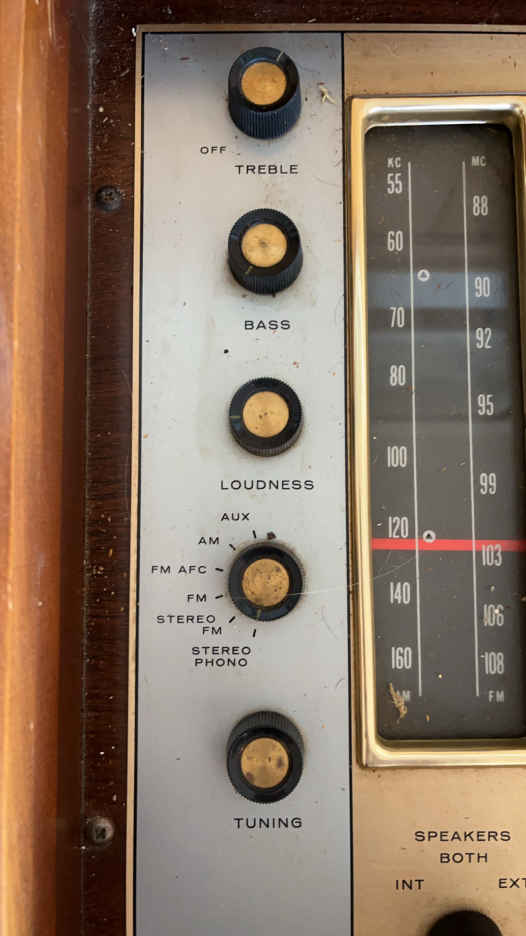 OFF
TREBLE
BASS
LOUDNESS
AUX
AM
FM AFC
FM
STEREO
FM
STEREO
PHONO
TUNING
KC MC
55
88
60
90
70
92
80
95
100
99
120
103
140
106
160
108
AM FM
SPEAKERS
BOTH
INT EXT